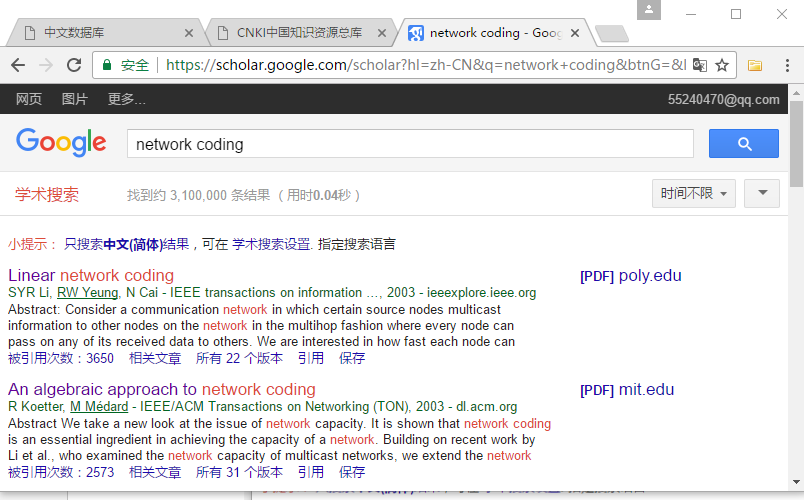 中文数据库
CNKI中国知识资源总库
network coding - Goog
安全 https://scholar.google.com/scholar?hl=zh-CN&q=network+coding&btnG=&l
网页 图片 更多... 55240470@qq.com
Google network coding
学术搜索 找到约 3,100,000 条结果 （用时0.04秒） 时间不限
小提示： 只搜索中文(简体)结果，可在 学术搜索设置. 指定搜索语言
Linear network coding [PDF] poly.edu
SYR Li, RW Yeung, N Cai - IEEE transactions on information …, 2003 - ieeexplore.ieee.org
Abstract: Consider a communication network in which certain source nodes multicast
information to other nodes on the network in the multihop fashion where every node can
pass on any of its received data to others. We are interested in how fast each node can
被引用次数：3650 相关文章 所有 22 个版本 引用 保存
An algebraic approach to network coding [PDF] mit.edu
R Koetter, M Médard - IEEE/ACM Transactions on Networking (TON), 2003 - dl.acm.org
Abstract We take a new look at the issue of network capacity. It is shown that network coding
is an essential ingredient in achieving the capacity of a network. Building on recent work by
Li et al., who examined the network capacity of multicast networks, we extend the network
被引用次数：2573 相关文章 所有 31 个版本 引用 保存